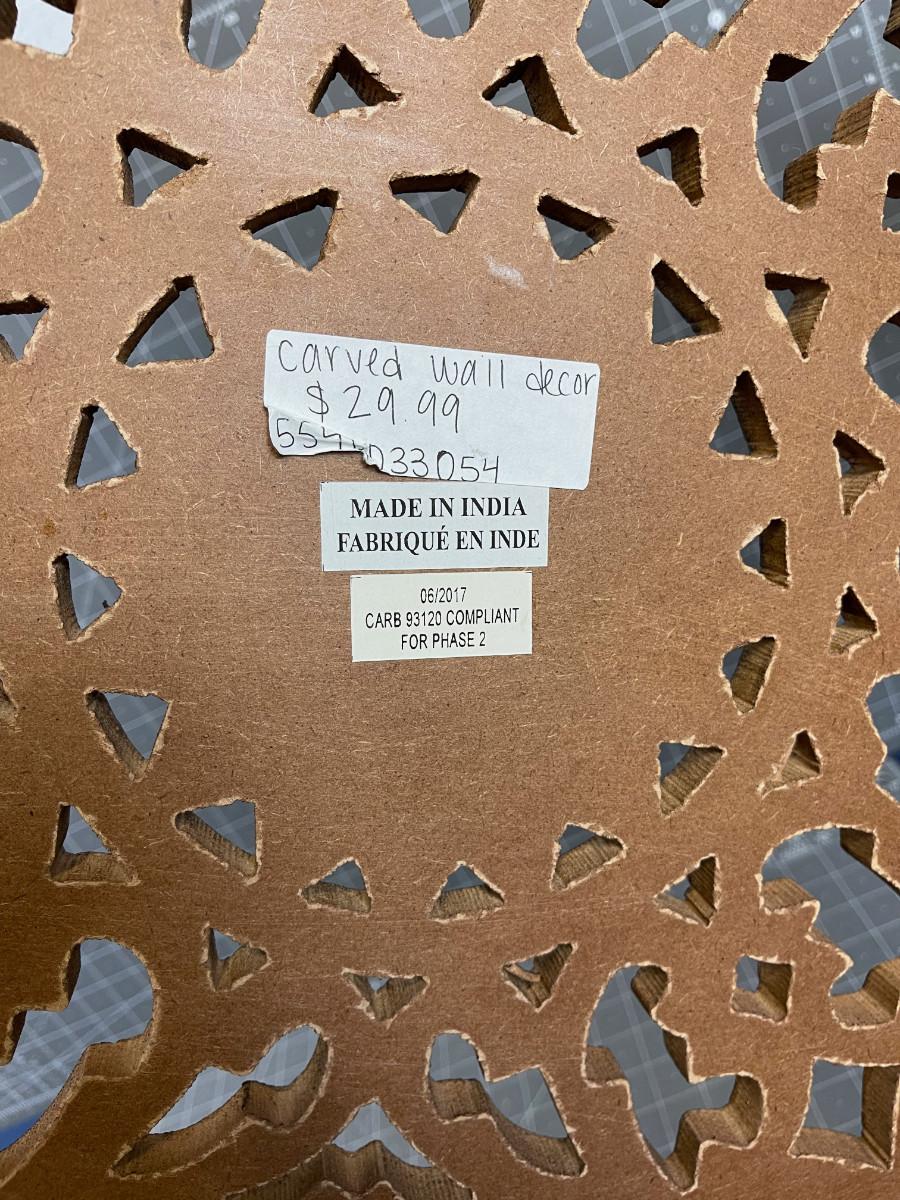 carved wall decor
$29.99
033054
MADE IN INDIA
FABRIQUÉ EN INDE
06/2017
CARB 93120 COMPLIANT
FOR PHASE 2